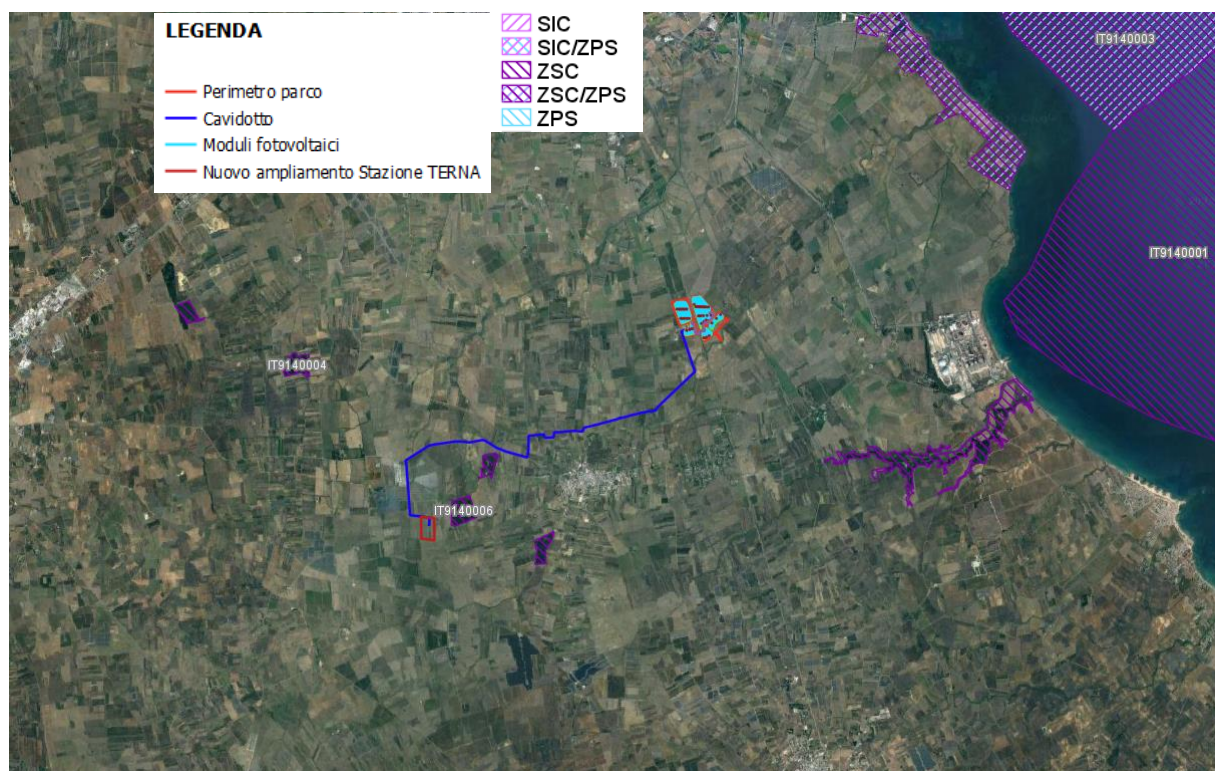 LEGENDA
Perimetro parco
Cavidotto
Moduli fotovoltaici
Nuovo ampliamento Stazione TERNA
SIC
SIC/ZPS
ZSC
ZSC/ZPS
ZPS
IT9140003
IT9140001
IT9140004
IT9140006